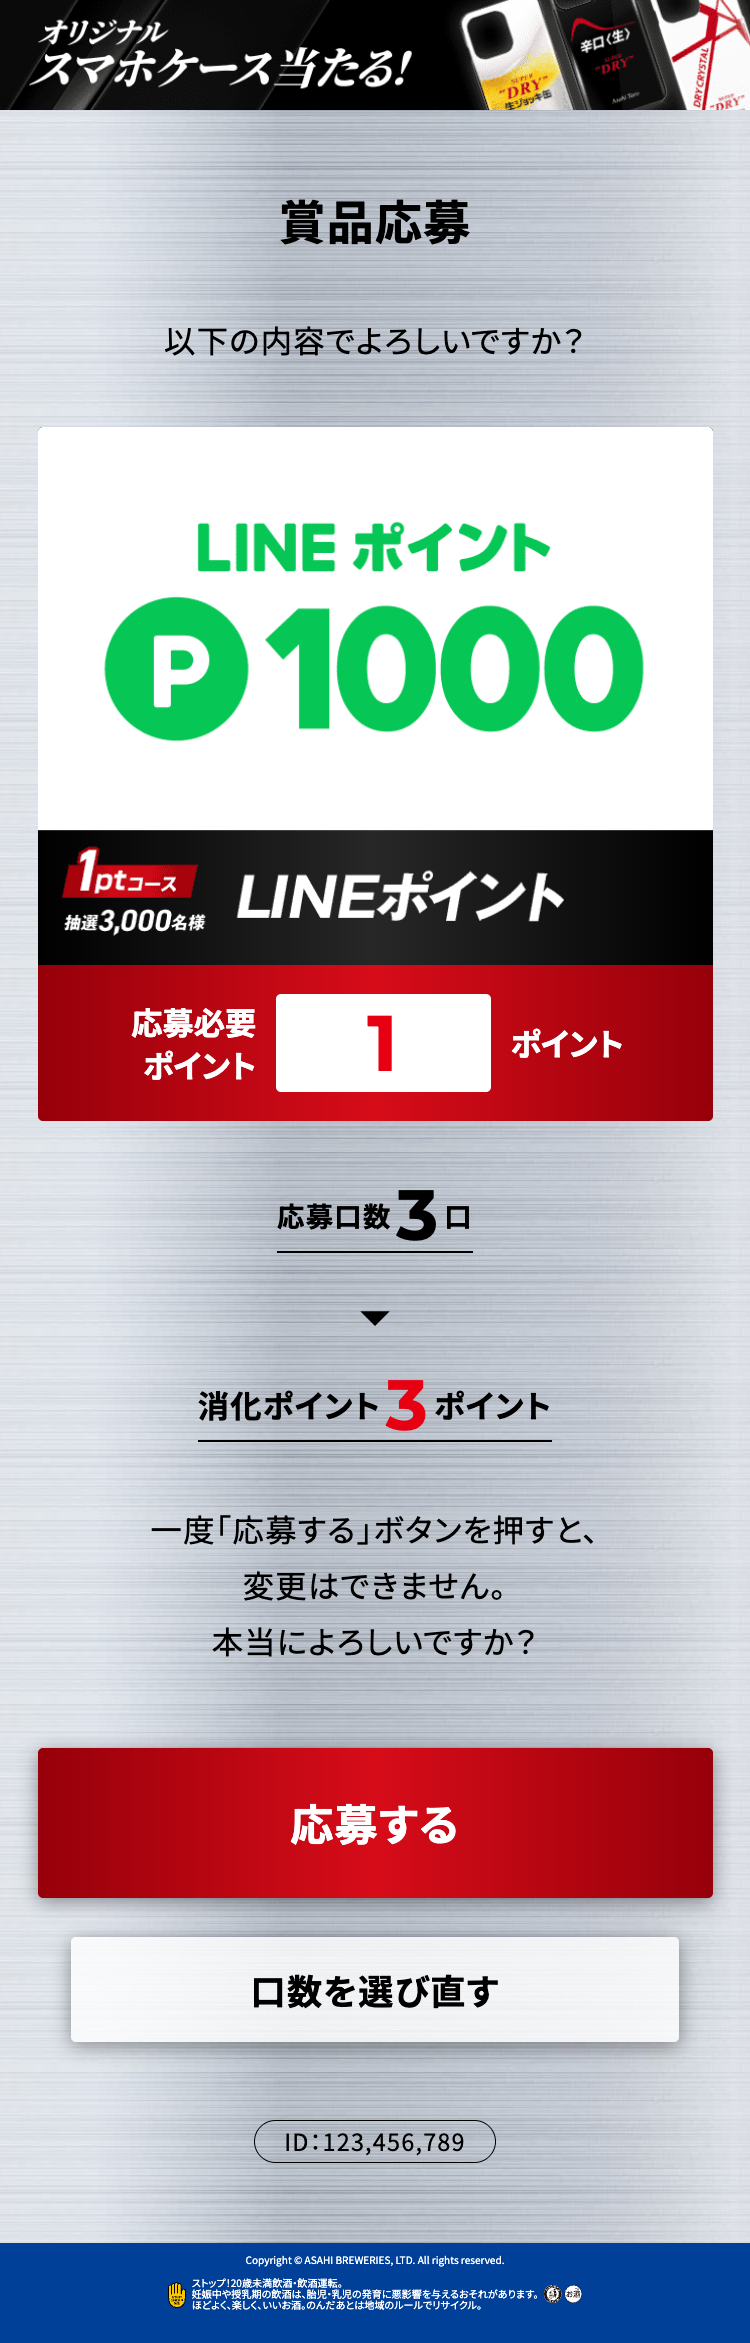 オリジナル
スマホケース当たる!
SUPER
"DRY"
生ジョッキ缶
辛口〈生〉
SUPER
"DRY"
Asahi Taro
DRY CRYSTAL
"DRY"
賞品応募
以下の内容でよろしいですか?
LINE ポイント
P 1000
1ptコース
抽選3,000名様
LINEポイント
応募必要
ポイント
1
ポイント
応募口数3口
消化ポイント3ポイント
一度「応募する」ボタンを押すと、
変更はできません。
本当によろしいですか?
応募する
口数を選び直す
ID:123,456,789
Copyright © ASAHI BREWERIES, LTD. All rights reserved.
ストップ!20歳未満飲酒・飲酒運転。
妊娠中や授乳期の飲酒は、胎児・乳児の発育に悪影響を与えるおそれがあります。
ほどよく、楽しく、いいお酒。のんだあとは地域のルールでリサイクル。
お酒